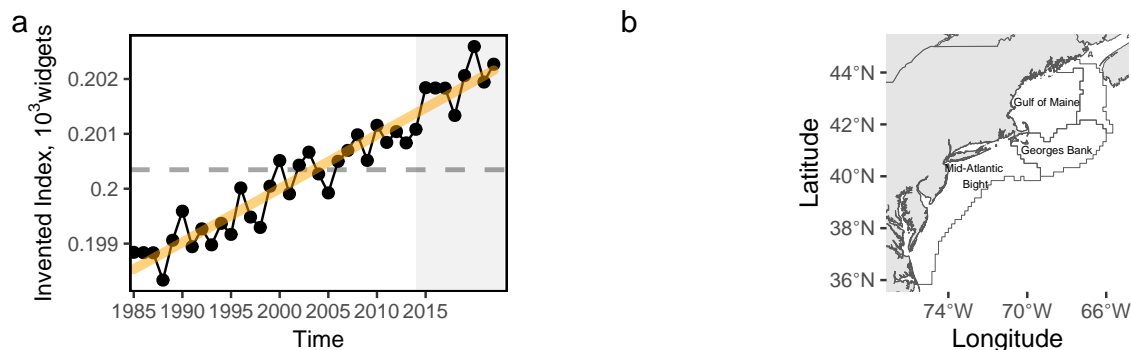 a
Invented Index, 10³widgets
0.202
0.201
0.2
0.199
1985 1990 1995 2000 2005 2010 2015
Time
b
Latitude
44°N
42°N
40°N
38°N
36°N
Gulf of Maine
Georges Bank
Mid-Atlantic
Bight
74°W 70°W 66°W
Longitude